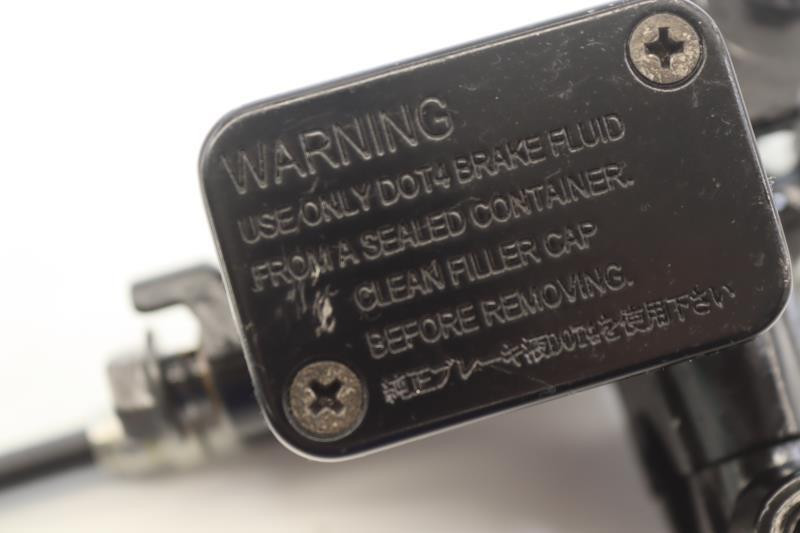 WARNING
USE ONLY DOT4 BRAKE FLUID
FROM A SEALED CONTAINER.
CLEAN FILLER CAP
BEFORE REMOVING.
純正ブレーキ液DOT4を使用下さい